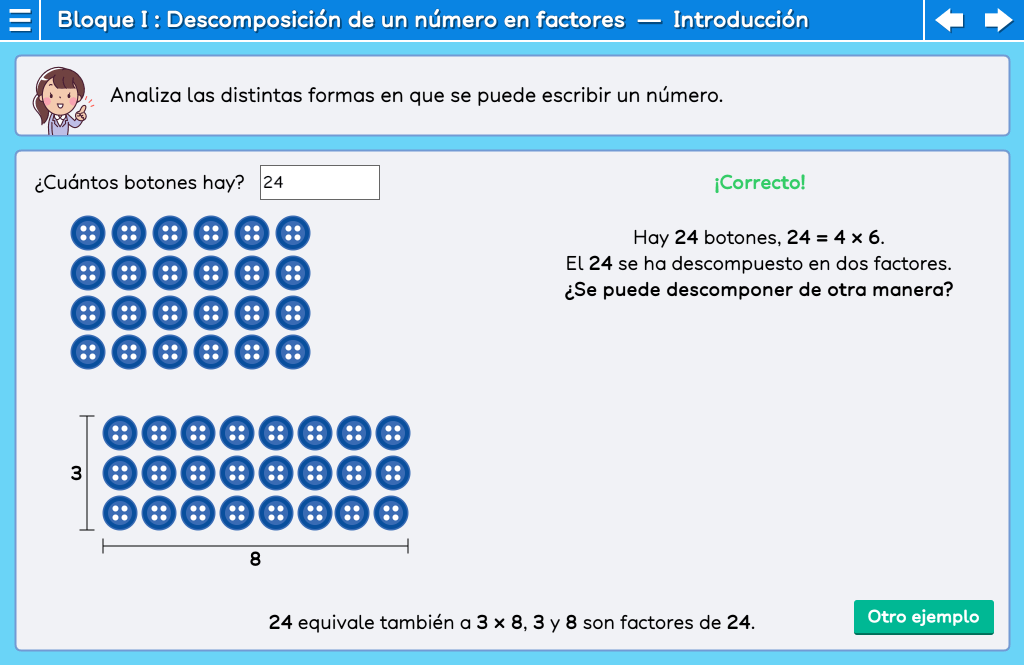 Bloque I : Descomposición de un número en factores — Introducción
Analiza las distintas formas en que se puede escribir un número.
¿Cuántos botones hay? 24
¡Correcto!
Hay 24 botones, 24 = 4 × 6.
El 24 se ha descompuesto en dos factores.
¿Se puede descomponer de otra manera?
3
8
24 equivale también a 3 × 8, 3 y 8 son factores de 24.
Otro ejemplo